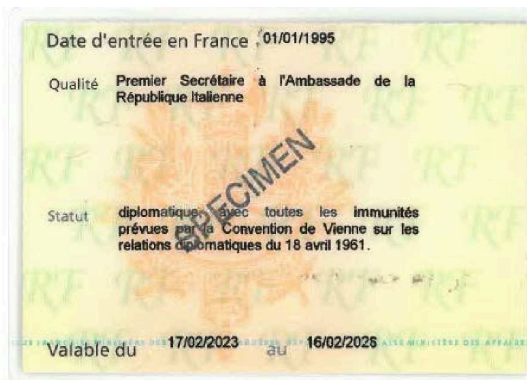 Date d'entrée en France 01/01/1995
Qualité Premier Secrétaire à l'Ambassade de la
République Italienne
SPECIMEN
Statut diplomatique, avec toutes les immunités
prévues par la Convention de Vienne sur les
relations diplomatiques du 18 avril 1961.
Valable du 17/02/2023 au 16/02/2028